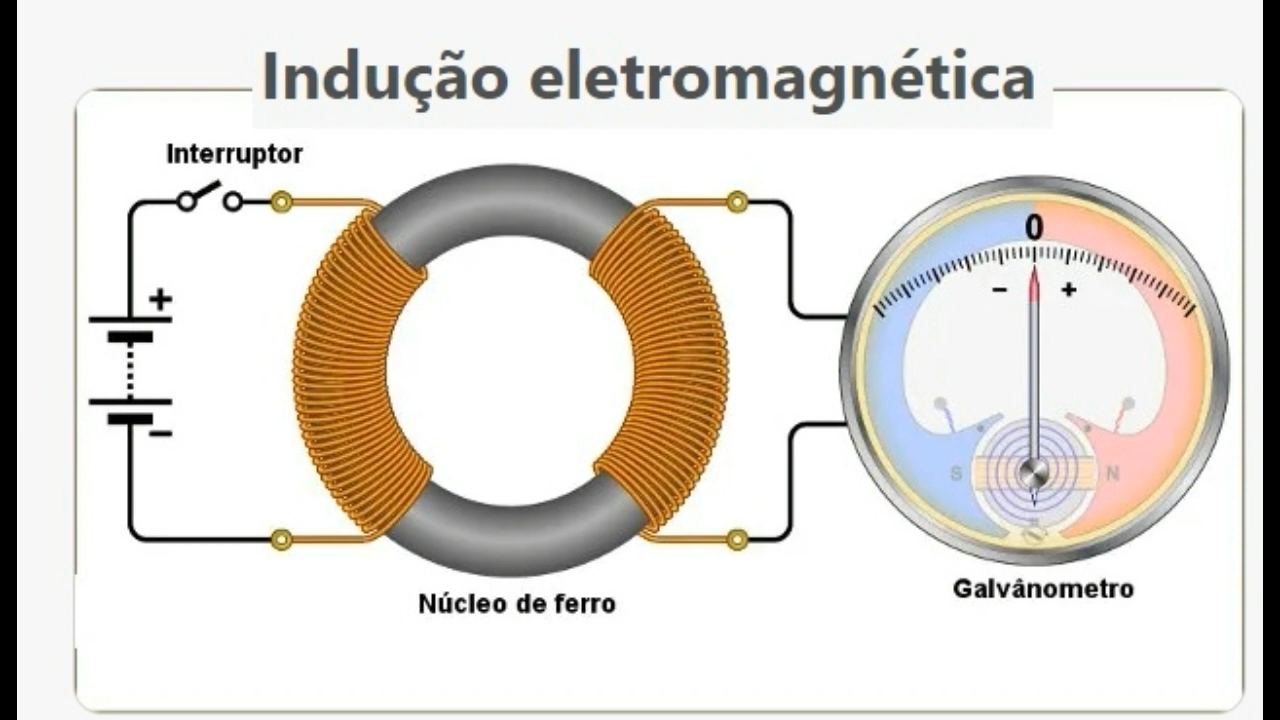 Indução eletromagnética
Interruptor
0
+
− +
−
S N
Núcleo de ferro
Galvânometro